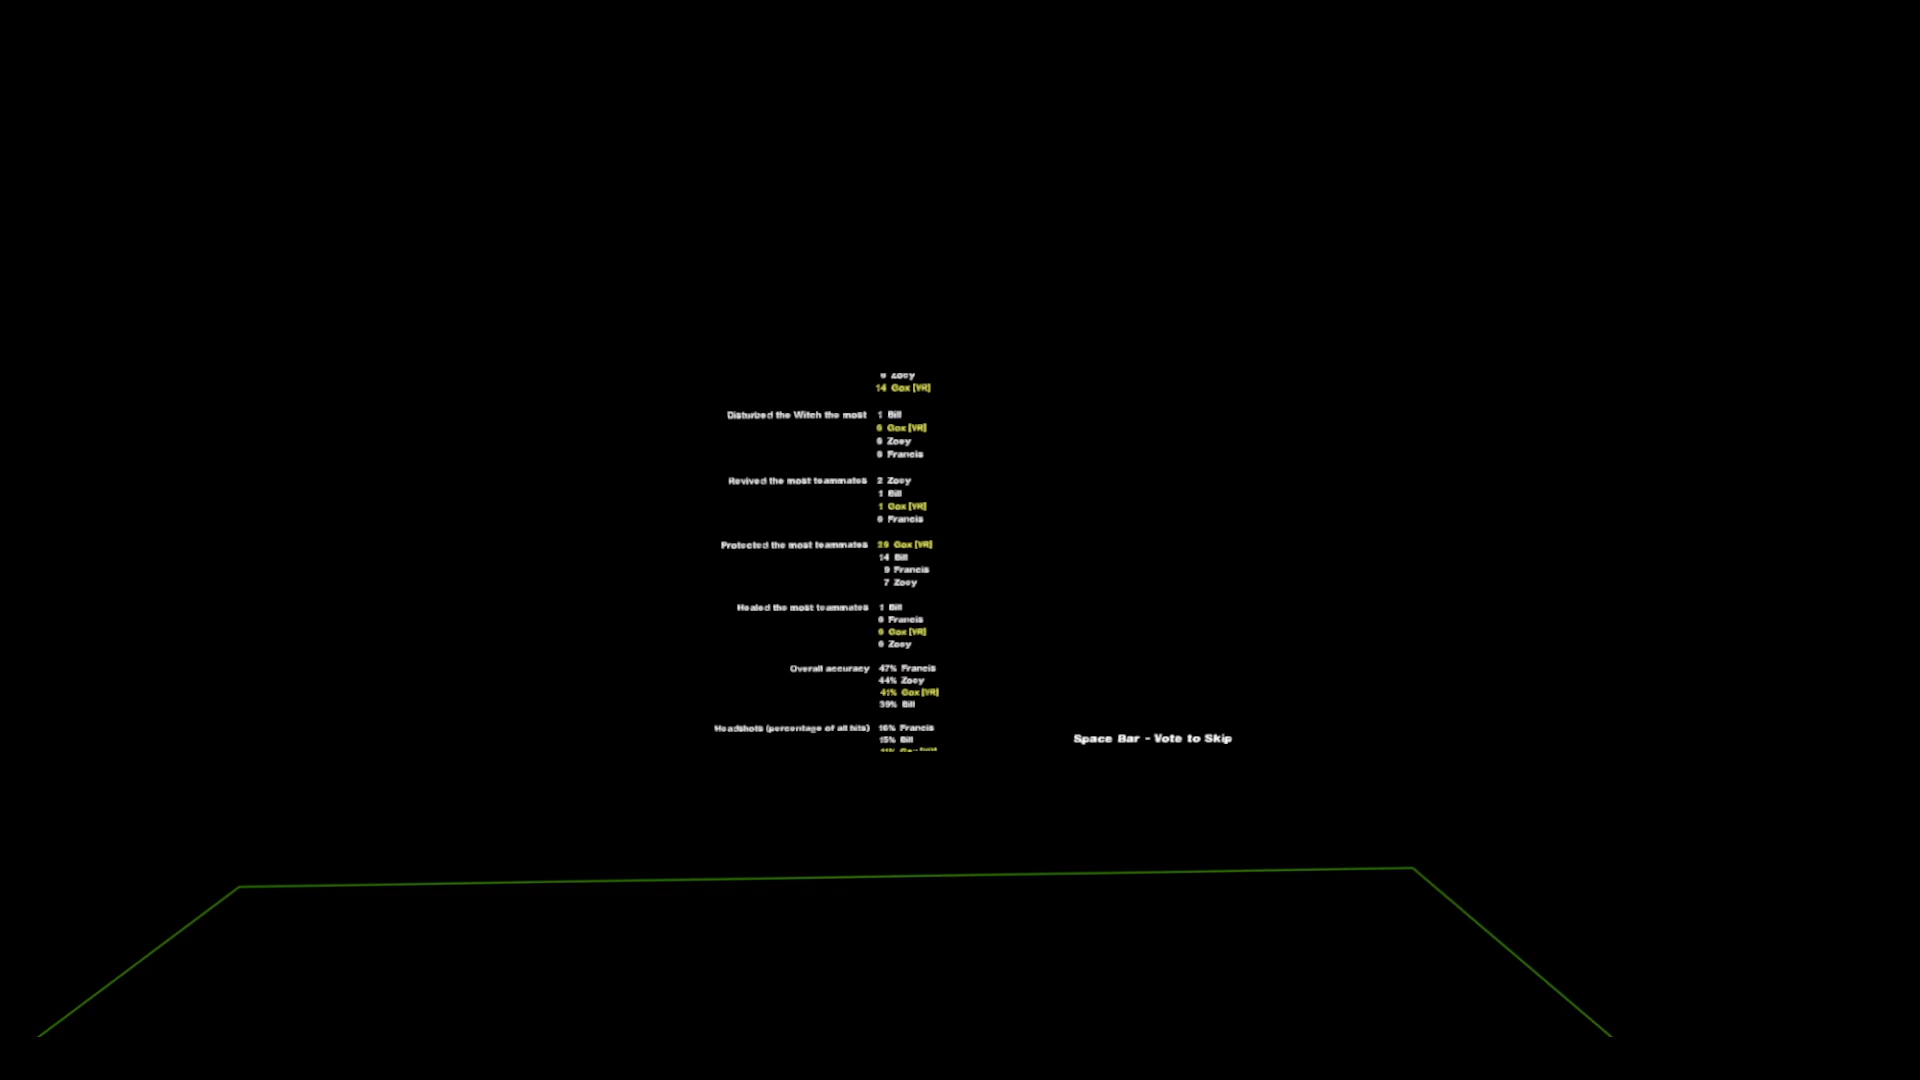 Zoey
14 Gox [VR]
Disturbed the Witch the most 1 Bill
0 Gox [VR]
0 Zoey
0 Francis
Revived the most teammates 2 Zoey
1 Bill
1 Gox [VR]
0 Francis
Protected the most teammates Gox [VR]
14 Bill
9 Francis
7 Zoey
Healed the most teammates 1 Bill
0 Francis
0 Gox [VR]
0 Zoey
Overall accuracy 47% Francis
44% Zoey
41% Gox [VR]
39% Bill
Headshots (percentage of all hits) 16% Francis
15% Bill
11% Gox [VR]
Space Bar - Vote to Skip